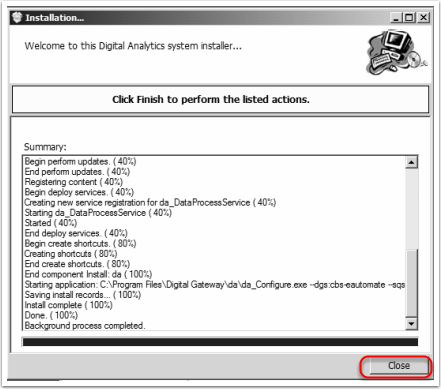 Installation...
Welcome to this Digital Analytics system installer...
Click Finish to perform the listed actions.
Summary:
Begin perform updates. ( 40%)
End perform updates. ( 40%)
Registering content ( 40%)
Begin deploy services. ( 40%)
Creating new service registration for da_DataProcessService ( 40%)
Starting da_DataProcessService ( 40%)
Started ( 40%)
End deploy services. ( 40%)
Begin create shortcuts. ( 80%)
Creating shortcuts ( 80%)
End create shortcuts. ( 80%)
End component Install: da ( 100%)
Starting application: C:\Program Files\Digital Gateway\da\da_Configure.exe --dgs:cbs-eautomate --sqs
Saving install records... ( 100%)
Install complete ( 100%)
Done. ( 100%)
Background process completed.
Close